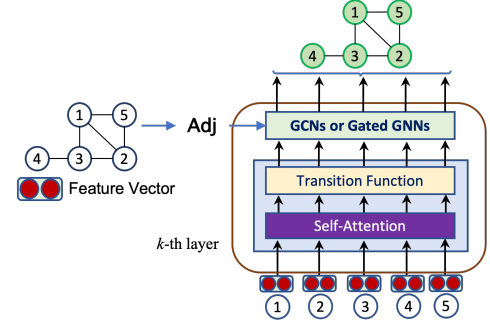 1 5
4 3 2
1 5
4 3 2
Adj
GCNs or Gated GNNs
Feature Vector
Transition Function
Self-Attention
k-th layer
1 2 3 4 5